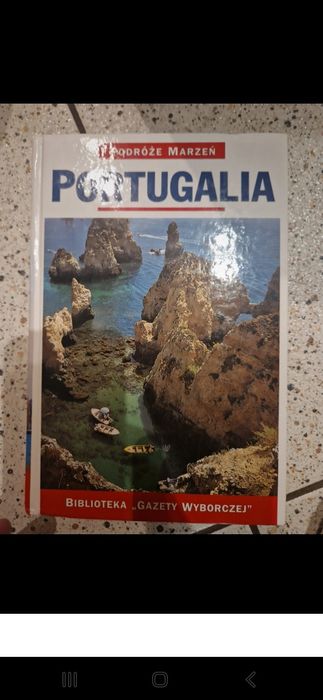 PODRÓŻE MARZEŃ
PORTUGALIA
BIBLIOTEKA „GAZETY WYBORCZEJ”